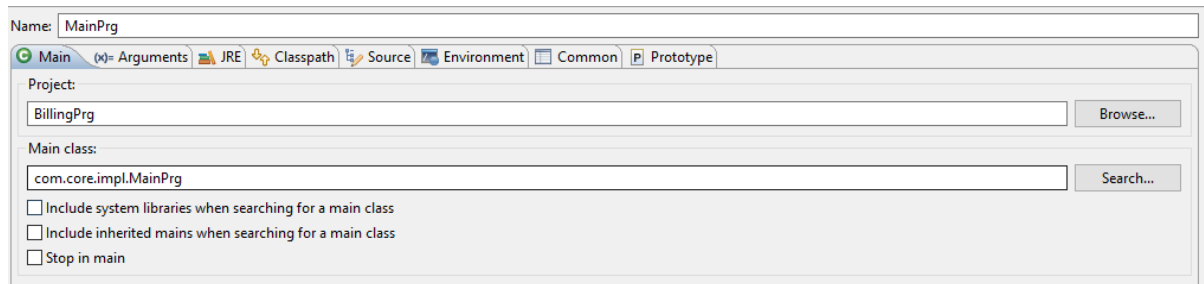 Name: MainPrg
Main (x)= Arguments JRE Classpath Source Environment Common P Prototype
Project:
BillingPrg Browse...
Main class:
com.core.impl.MainPrg Search...
Include system libraries when searching for a main class
Include inherited mains when searching for a main class
Stop in main